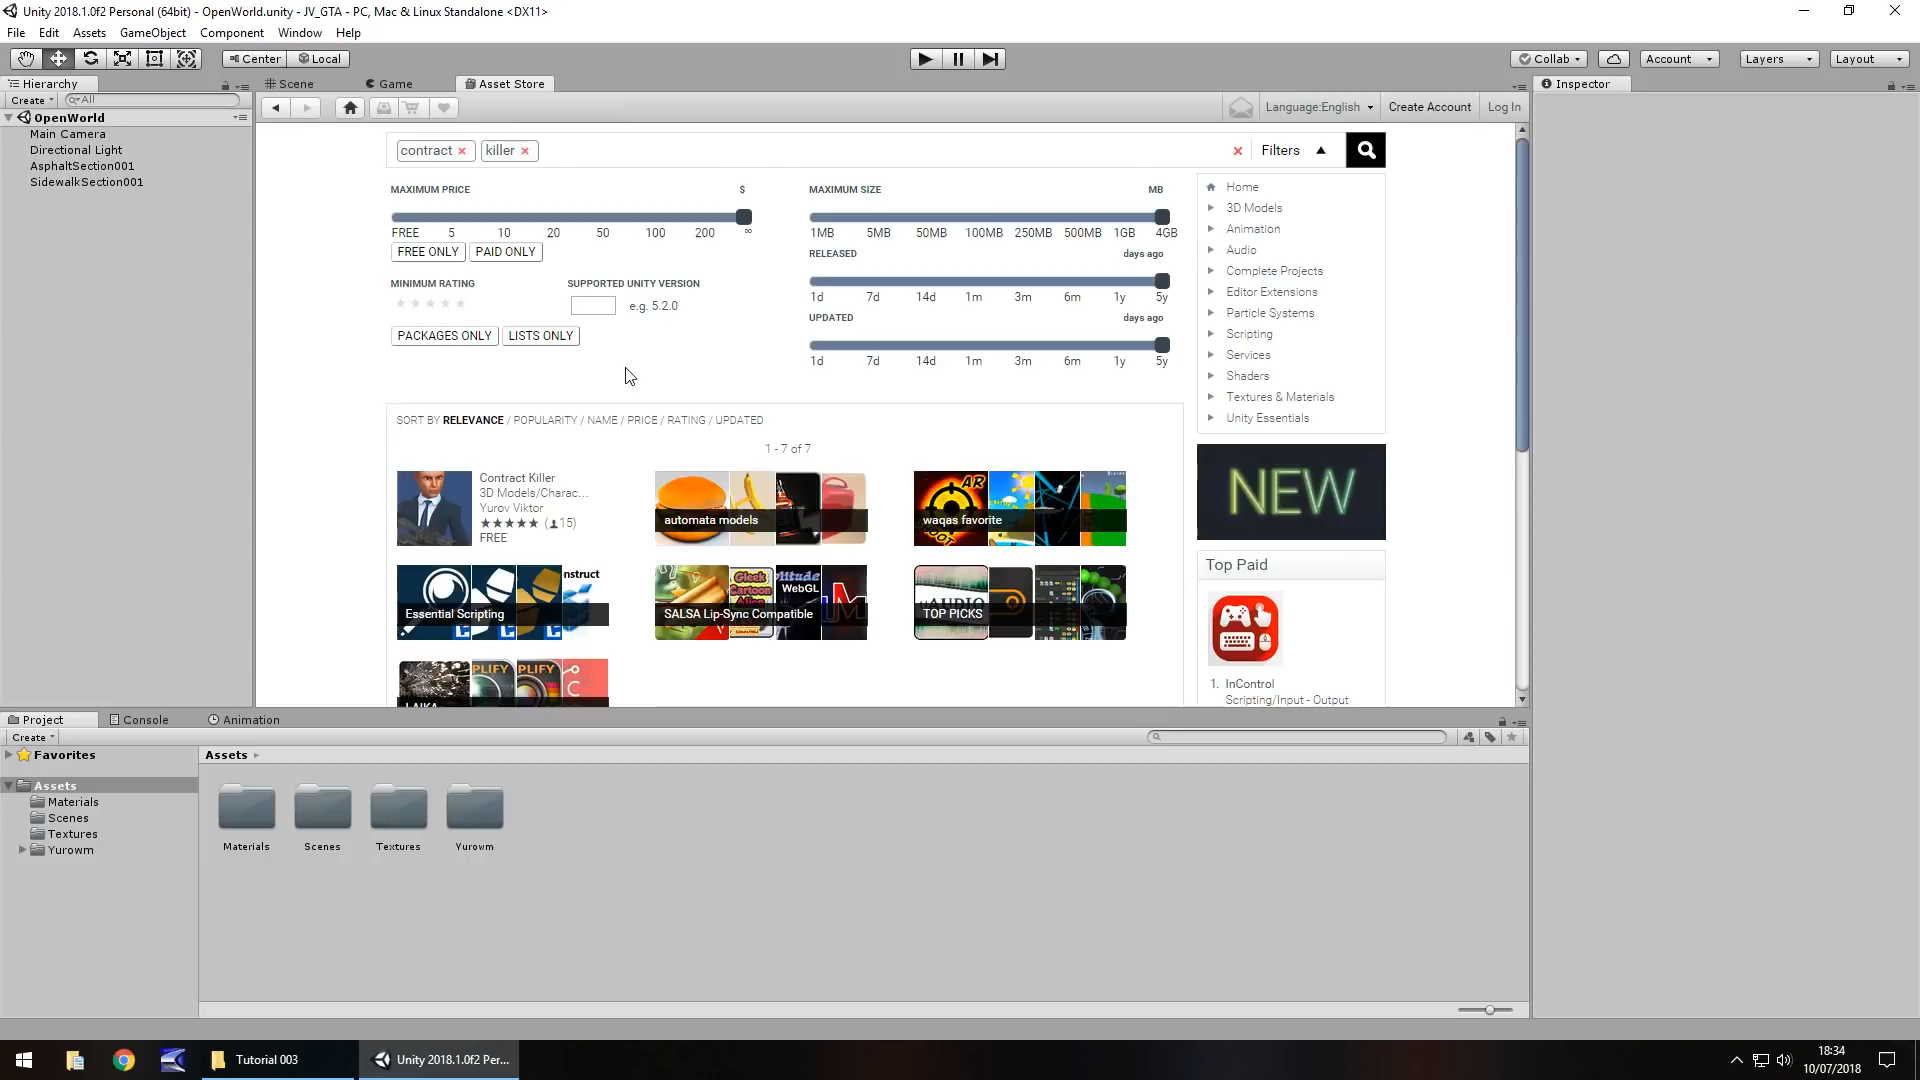 Unity 2018.1.0f2 Personal (64bit) - OpenWorld.unity - JV_GTA - PC, Mac & Linux Standalone <DX11>
File Edit Assets GameObject Component Window Help
Center Local Collab Account Layers Layout
Hierarchy Scene Game Asset Store Inspector
Create All
Language:English Create Account Log In
OpenWorld
Main Camera
Directional Light
AsphaltSection001
SidewalkSection001
contract killer Filters
MAXIMUM PRICE $
FREE 5 10 20 50 100 200 ∞
FREE ONLY PAID ONLY
MINIMUM RATING SUPPORTED UNITY VERSION
e.g. 5.2.0
PACKAGES ONLY LISTS ONLY
MAXIMUM SIZE MB
1MB 5MB 50MB 100MB 250MB 500MB 1GB 4GB
RELEASED days ago
1d 7d 14d 1m 3m 6m 1y 5y
UPDATED days ago
1d 7d 14d 1m 3m 6m 1y 5y
Home
3D Models
Animation
Audio
Complete Projects
Editor Extensions
Particle Systems
Scripting
Services
Shaders
Textures & Materials
Unity Essentials
SORT BY RELEVANCE / POPULARITY / NAME / PRICE / RATING / UPDATED
1 - 7 of 7
Contract Killer
3D Models/Charac...
Yurov Viktor
(15)
FREE
automata models
AR
waqas favorite
nstruct
Essential Scripting
Gleek
Cartoon
Alien
WebGL
SALSA Lip-Sync Compatible
AUDIO
TOP PICKS
PLIFY PLIFY
LAIKA
NEW
Top Paid
1. InControl
Scripting/Input - Output
Project Console Animation
Create
Favorites
Assets
Materials
Scenes
Textures
Yurowm
Assets
Materials Scenes Textures Yurowm
Tutorial 003 Unity 2018.1.0f2 Per...
18:34
10/07/2018